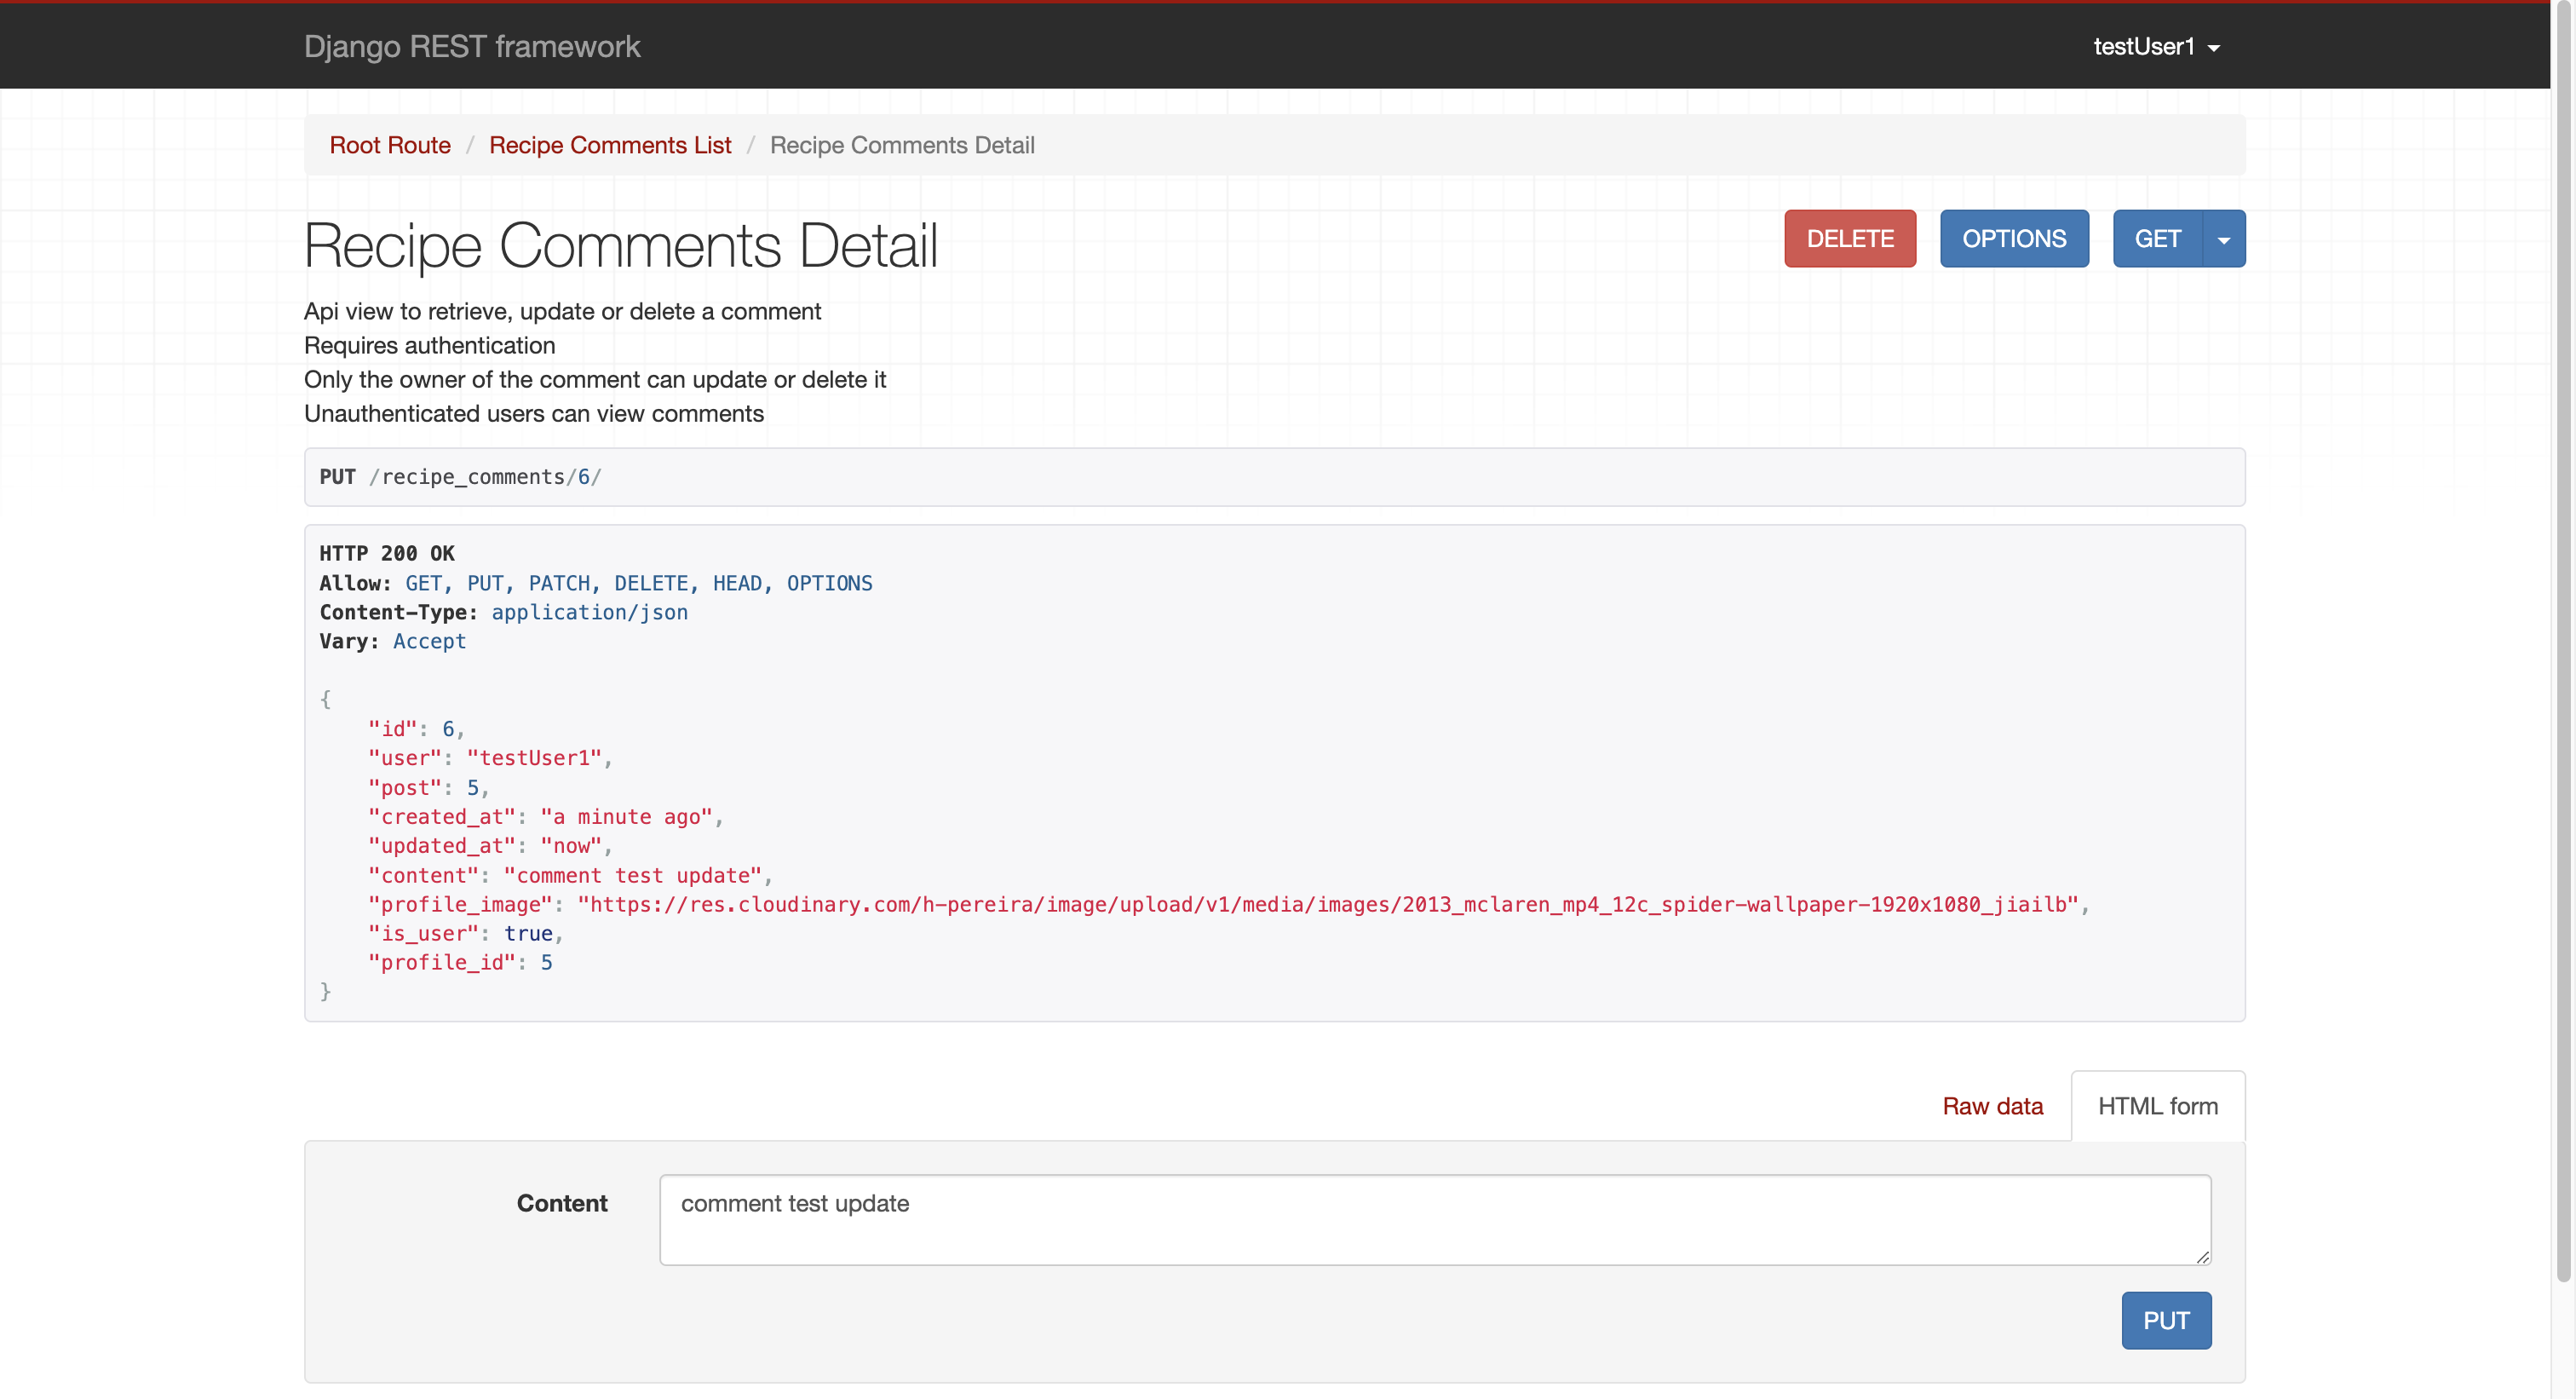 Django REST framework
testUser1
Root Route / Recipe Comments List / Recipe Comments Detail
Recipe Comments Detail
DELETE
OPTIONS
GET
Api view to retrieve, update or delete a comment
Requires authentication
Only the owner of the comment can update or delete it
Unauthenticated users can view comments
PUT /recipe_comments/6/
HTTP 200 OK
Allow: GET, PUT, PATCH, DELETE, HEAD, OPTIONS
Content-Type: application/json
Vary: Accept
{
    "id": 6,
    "user": "testUser1",
    "post": 5,
    "created_at": "a minute ago",
    "updated_at": "now",
    "content": "comment test update",
    "profile_image": "https://res.cloudinary.com/h-pereira/image/upload/v1/media/images/2013_mclaren_mp4_12c_spider-wallpaper-1920x1080_jiailb",
    "is_user": true,
    "profile_id": 5
}
Raw data
HTML form
Content
comment test update
PUT